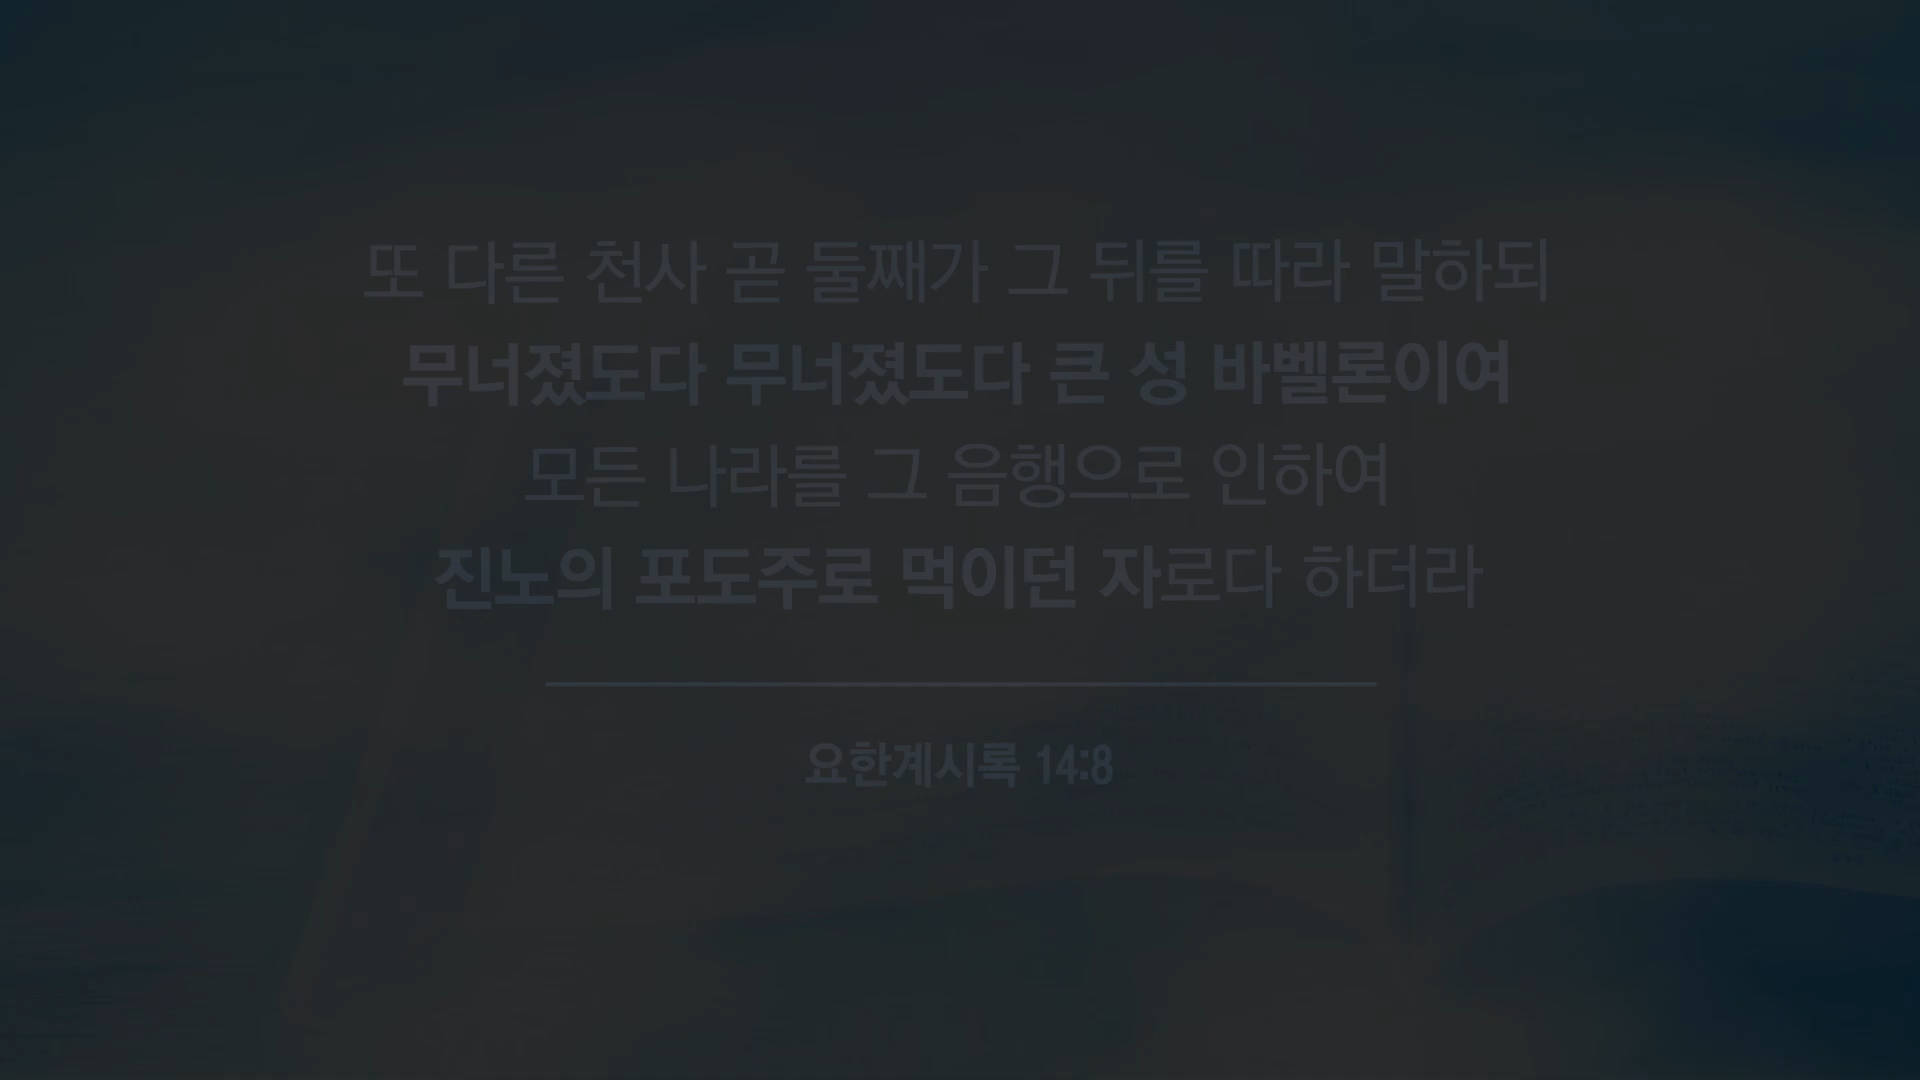 또 다른 천사 곧 둘째가 그 뒤를 따라 말하되
무너졌도다 무너졌도다 큰 성 바벨론이여
모든 나라를 그 음행으로 인하여
진노의 포도주로 먹이던 자로다 하더라
요한계시록 14:8